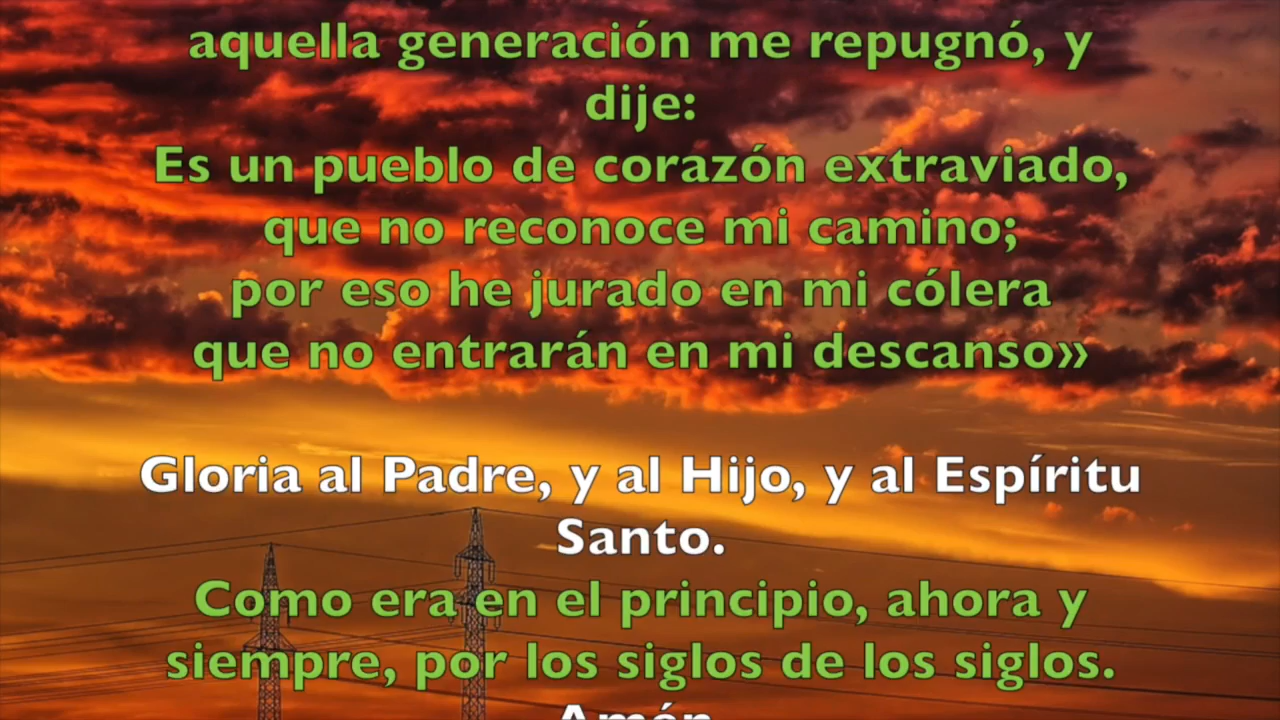 aquella generación me repugnó, y
dije:
Es un pueblo de corazón extraviado,
que no reconoce mi camino;
por eso he jurado en mi cólera
que no entrarán en mi descanso»
Gloria al Padre, y al Hijo, y al Espíritu
Santo.
Como era en el principio, ahora y
siempre, por los siglos de los siglos.
Amén